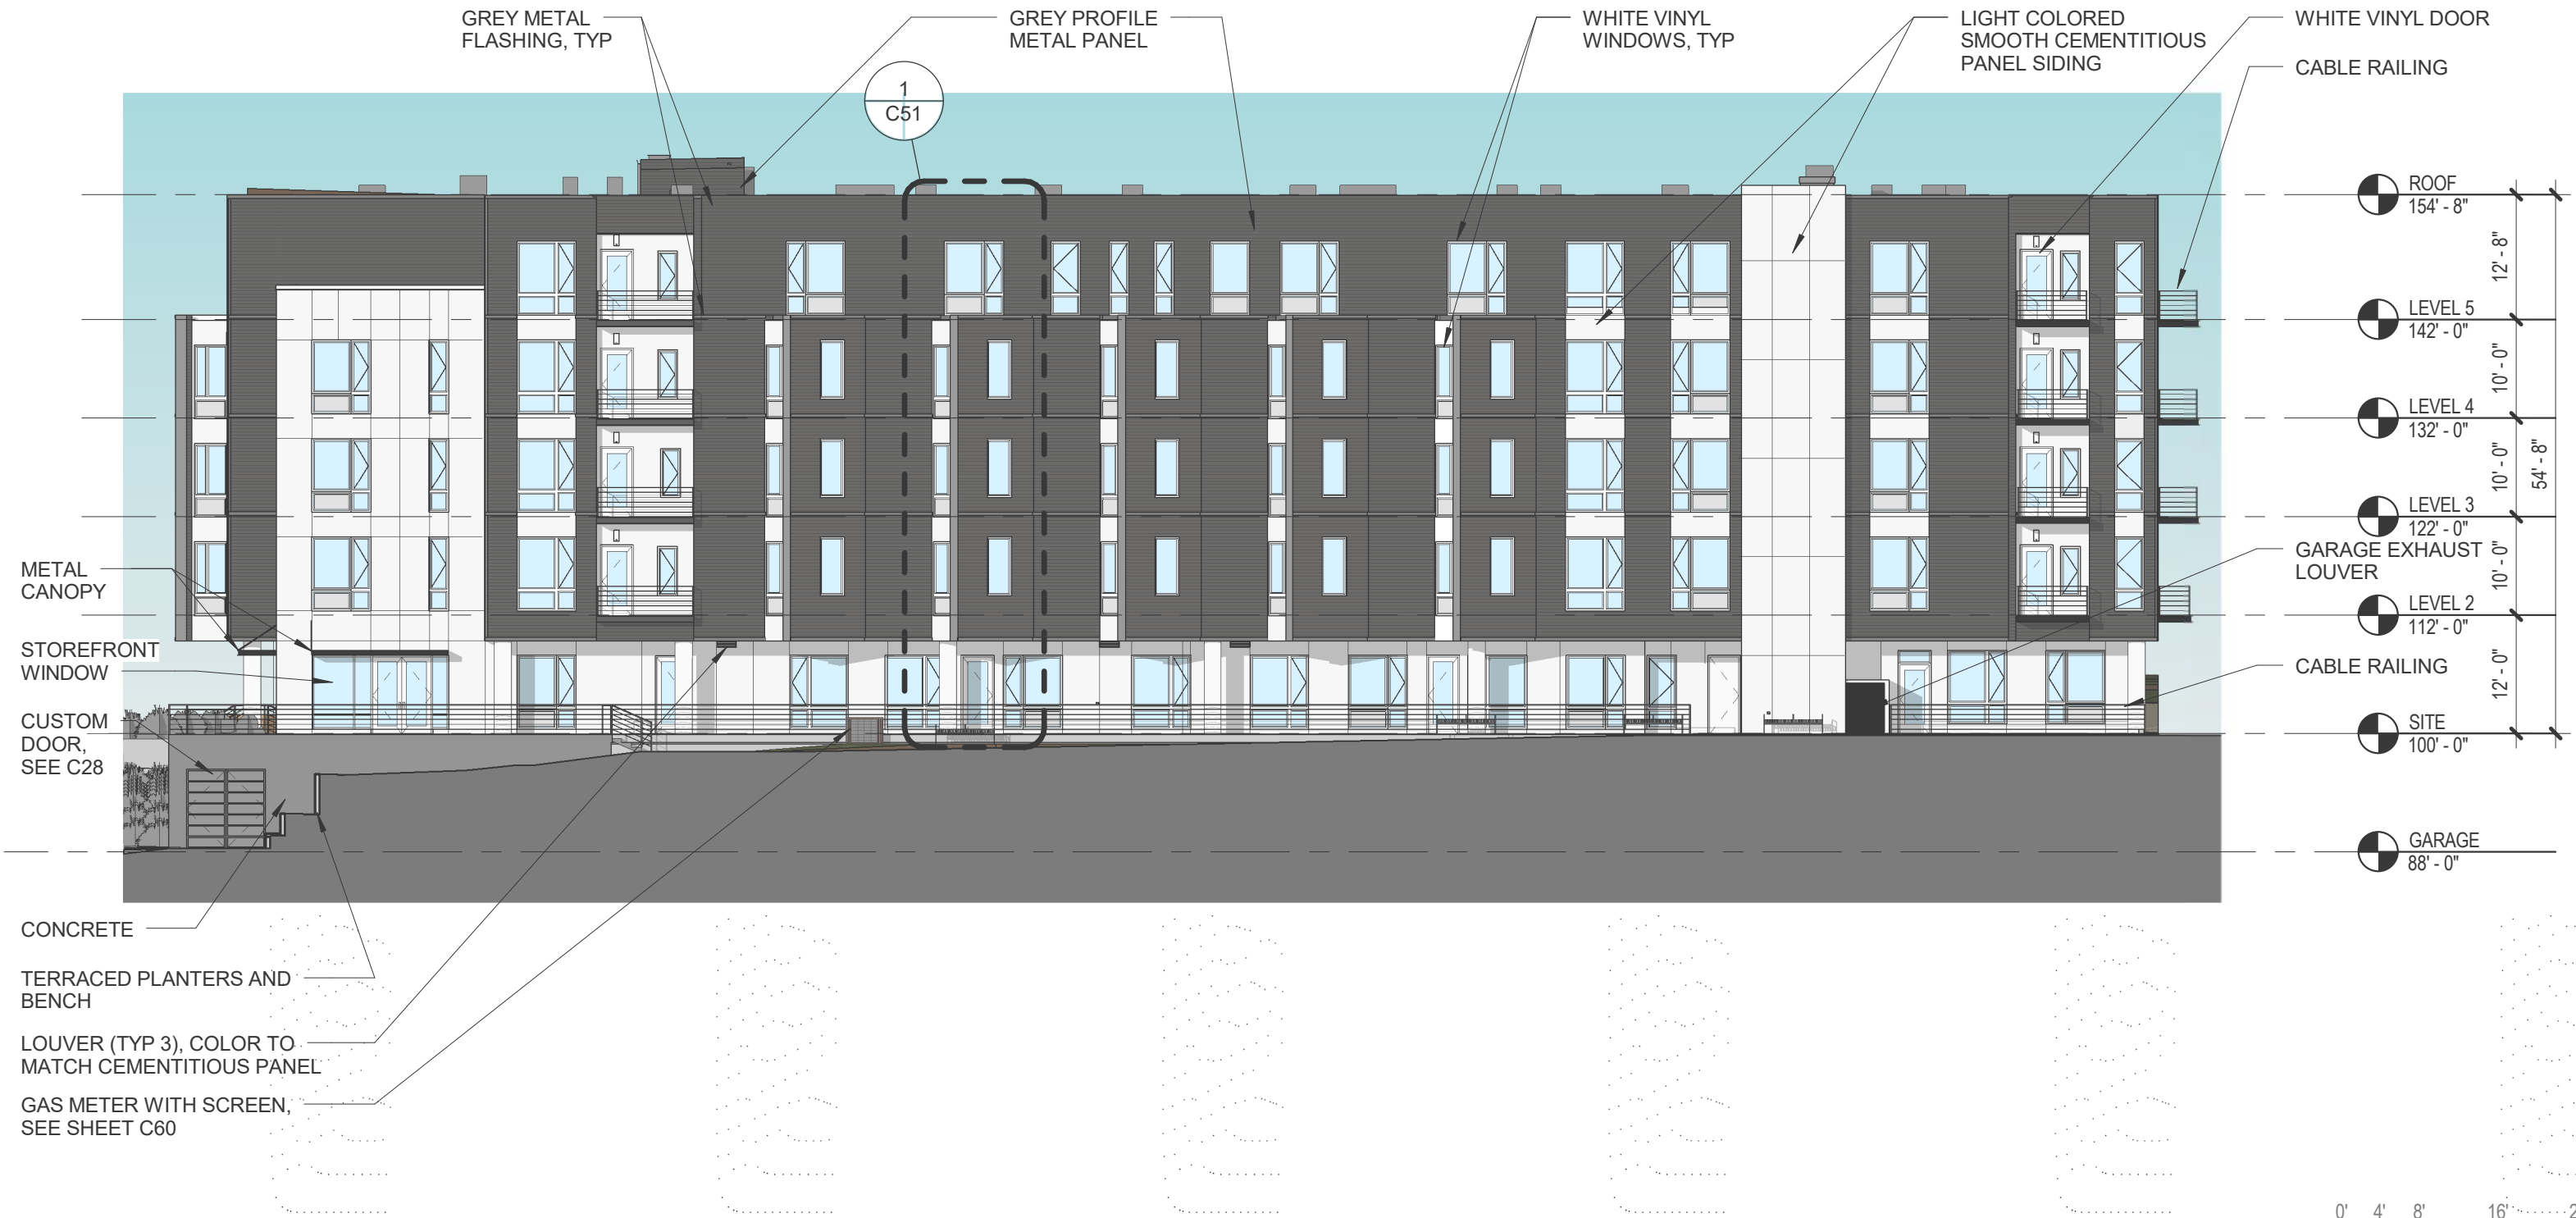 GREY METAL
FLASHING, TYP
GREY PROFILE
METAL PANEL
WHITE VINYL
WINDOWS, TYP
LIGHT COLORED
SMOOTH CEMENTITIOUS
PANEL SIDING
WHITE VINYL DOOR
CABLE RAILING
1
C51
ROOF
154' - 8"
12' - 8"
LEVEL 5
142' - 0"
10' - 0"
LEVEL 4
132' - 0"
10' - 0"
54' - 8"
LEVEL 3
122' - 0"
GARAGE EXHAUST
LOUVER
10' - 0"
LEVEL 2
112' - 0"
CABLE RAILING
12' - 0"
SITE
100' - 0"
GARAGE
88' - 0"
METAL
CANOPY
STOREFRONT
WINDOW
CUSTOM
DOOR,
SEE C28
CONCRETE
TERRACED PLANTERS AND
BENCH
LOUVER (TYP 3), COLOR TO
MATCH CEMENTITIOUS PANEL
GAS METER WITH SCREEN,
SEE SHEET C60
0' 4' 8' 16'